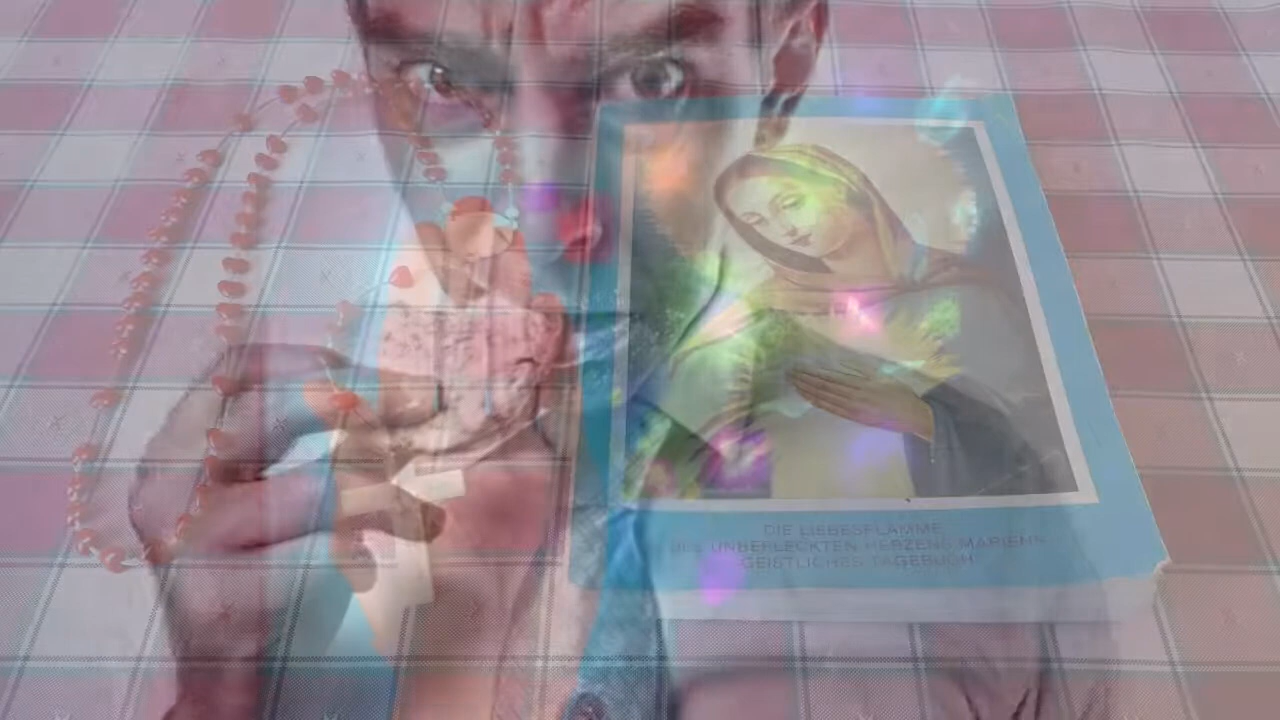 DIE LIEBESFLAMME
DES UNBEFLECKTEN HERZENS MARIENS
GEISTLICHES TAGEBUCH